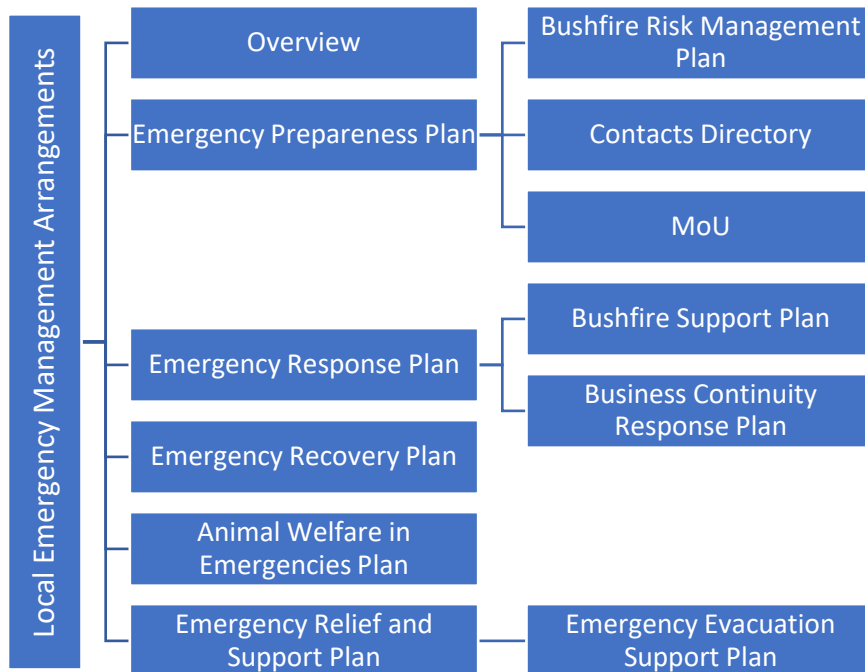 Local Emergency Management Arrangements
Overview
Emergency Prepareness Plan
Bushfire Risk Management
Plan
Contacts Directory
MoU
Emergency Response Plan
Bushfire Support Plan
Business Continuity
Response Plan
Emergency Recovery Plan
Animal Welfare in
Emergencies Plan
Emergency Relief and
Support Plan
Emergency Evacuation
Support Plan